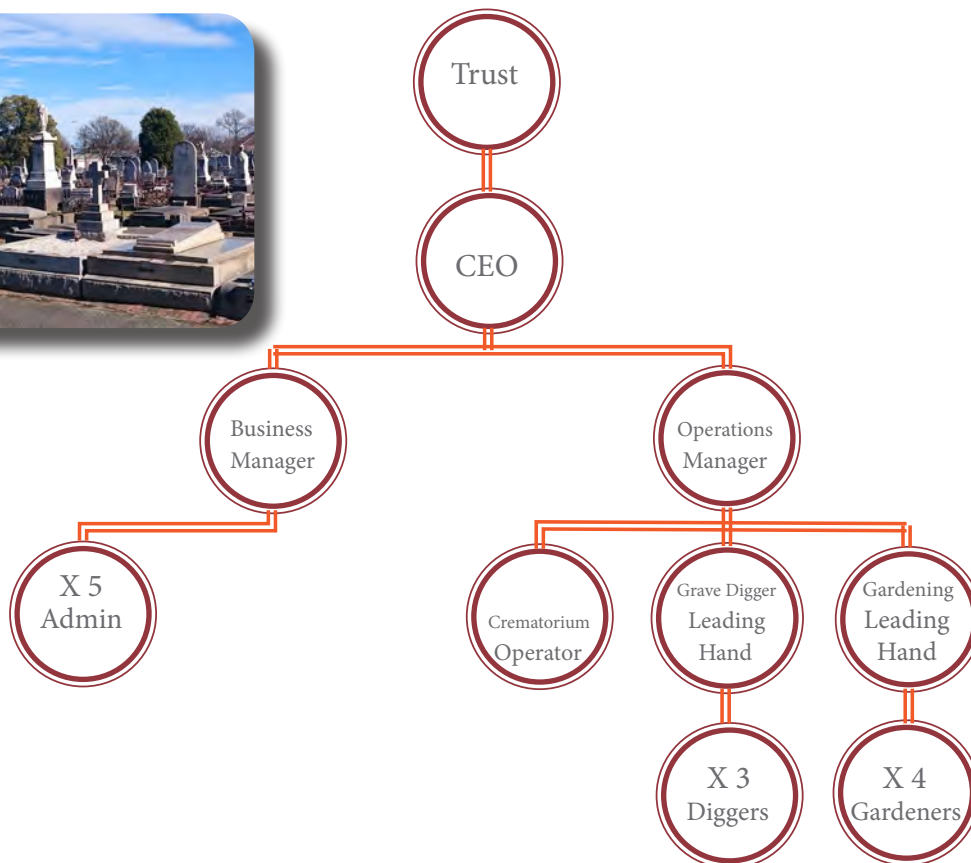 Trust
CEO
Business
Manager
Operations
Manager
X 5
Admin
Crematorium
Operator
Grave Digger
Leading
Hand
Gardening
Leading
Hand
X 3
Diggers
X 4
Gardeners